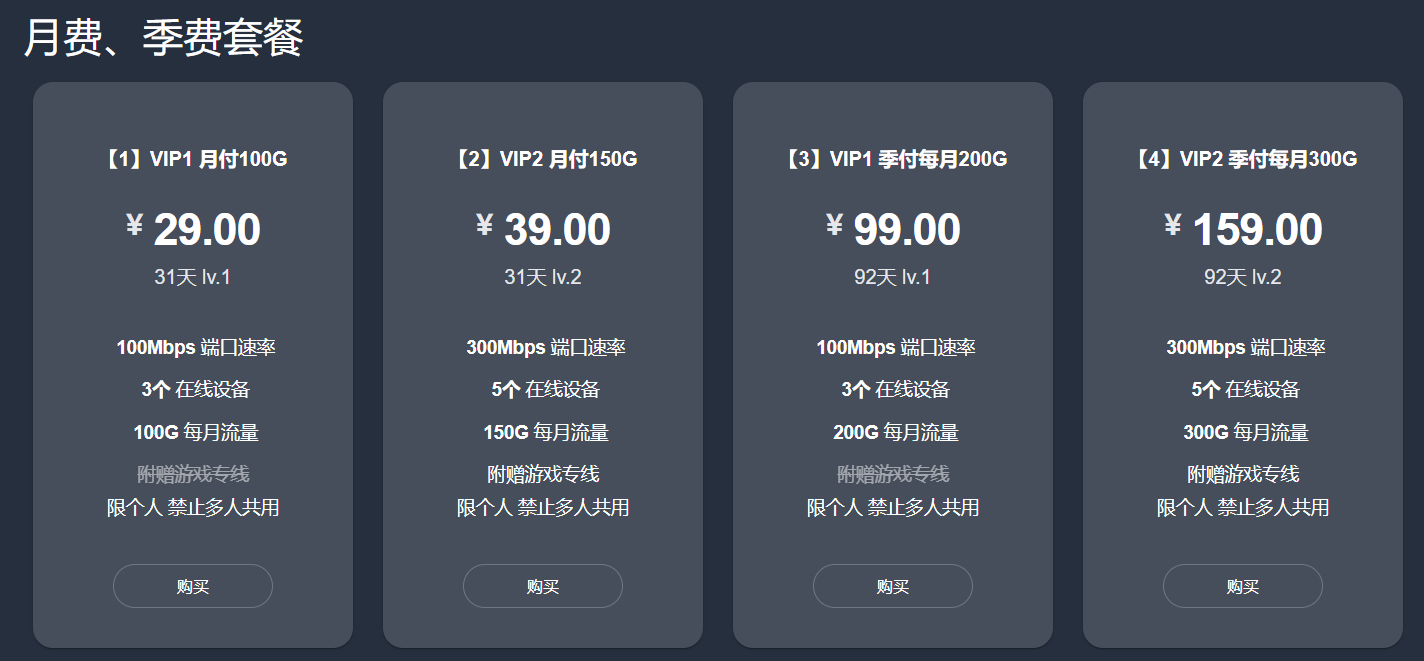 月费、季费套餐
【1】VIP1 月付100G
¥ 29.00
31天 lv.1
100Mbps 端口速率
3个 在线设备
100G 每月流量
附赠游戏专线
限个人 禁止多人共用
购买
【2】VIP2 月付150G
¥ 39.00
31天 lv.2
300Mbps 端口速率
5个 在线设备
150G 每月流量
附赠游戏专线
限个人 禁止多人共用
购买
【3】VIP1 季付每月200G
¥ 99.00
92天 lv.1
100Mbps 端口速率
3个 在线设备
200G 每月流量
附赠游戏专线
限个人 禁止多人共用
购买
【4】VIP2 季付每月300G
¥ 159.00
92天 lv.2
300Mbps 端口速率
5个 在线设备
300G 每月流量
附赠游戏专线
限个人 禁止多人共用
购买